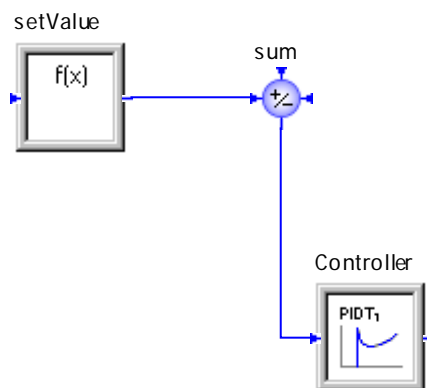 setValue
f(x)
sum
+/-
Controller
PIDT₁